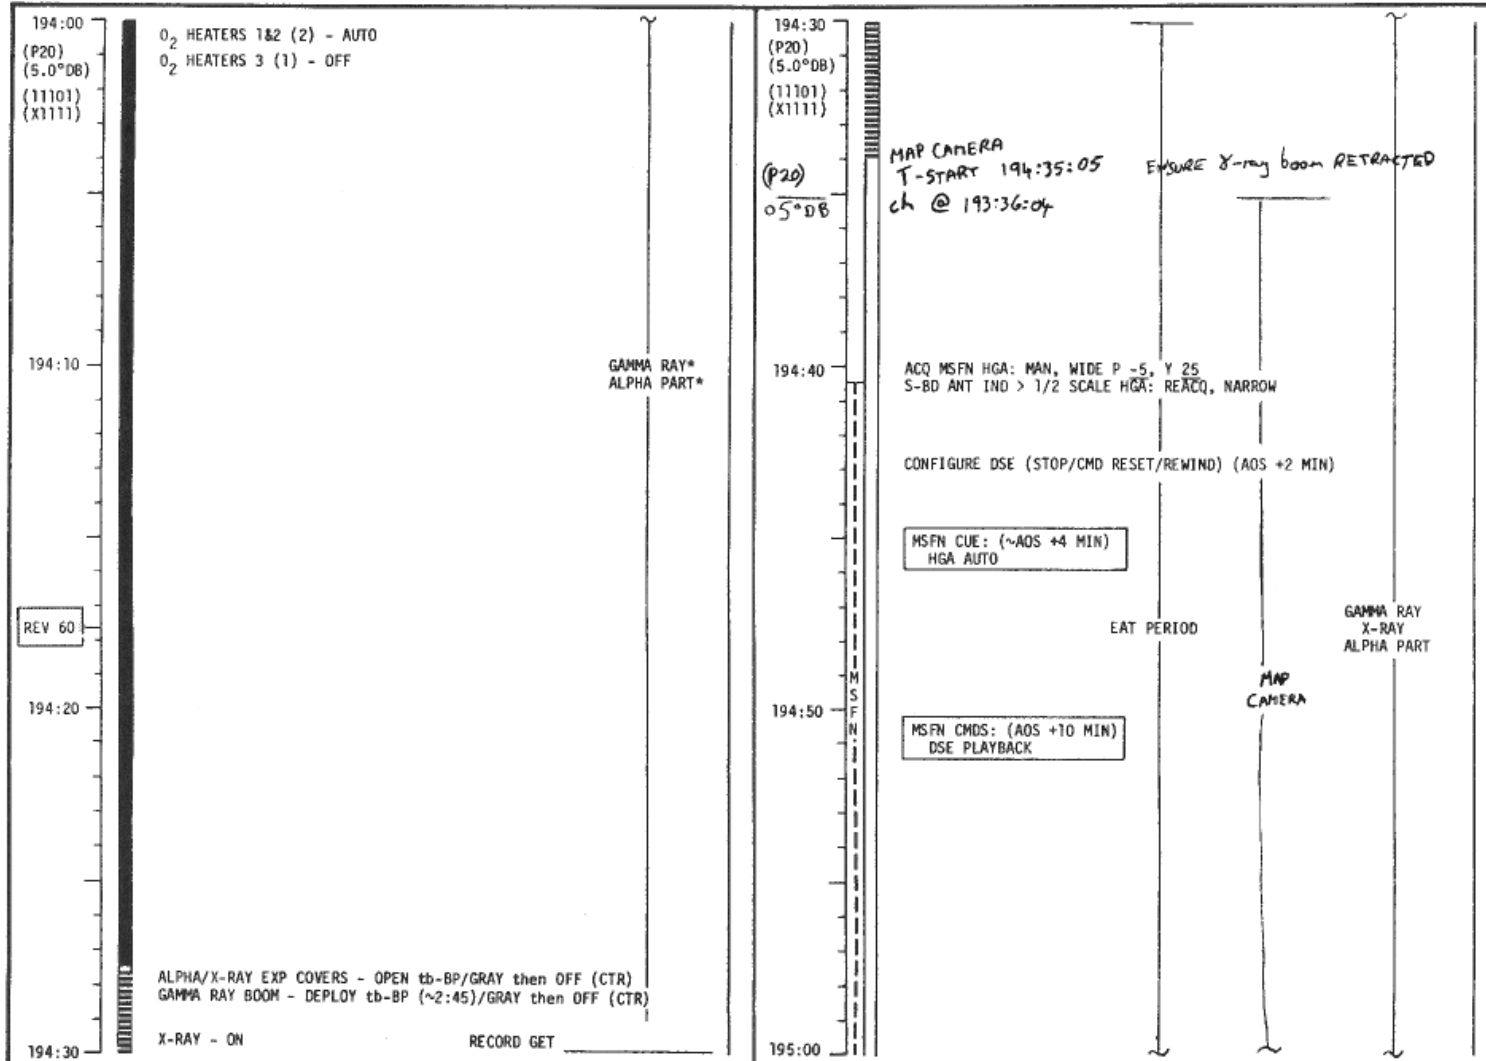 194:00
(P20)
(5.0°DB)
(11101)
(X1111)
O2 HEATERS 1&2 (2) - AUTO
O2 HEATERS 3 (1) - OFF
194:10
GAMMA RAY*
ALPHA PART*
REV 60
194:20
ALPHA/X-RAY EXP COVERS - OPEN tb-BP/GRAY then OFF (CTR)
GAMMA RAY BOOM - DEPLOY tb-BP (~2:45)/GRAY then OFF (CTR)
X-RAY - ON RECORD GET
194:30
194:30
(P20)
(5.0°DB)
(11101)
(X1111)
(P20)
05°DB
MAP CAMERA
T-START 194:35:05
ch @ 193:36:04
ENSURE γ-ray boom RETRACTED
194:40
ACQ MSFN HGA: MAN, WIDE P -5, Y 25
S-BD ANT IND > 1/2 SCALE HGA: REACQ, NARROW
CONFIGURE DSE (STOP/CMD RESET/REWIND) (AOS +2 MIN)
MSFN CUE: (~AOS +4 MIN)
HGA AUTO
EAT PERIOD
GAMMA RAY
X-RAY
ALPHA PART
MSFN
MAP
CAMERA
194:50
MSFN CMDS: (AOS +10 MIN)
DSE PLAYBACK
195:00